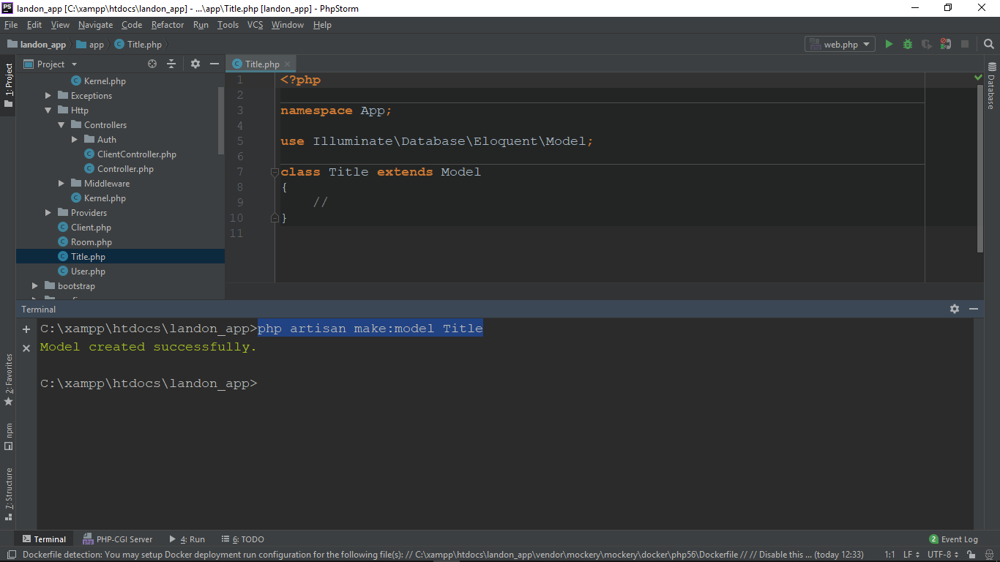 landon_app [C:\xampp\htdocs\landon_app] - ...\app\Title.php [landon_app] - PhpStorm
File Edit View Navigate Code Refactor Run Tools VCS Window Help
landon_app app Title.php
web.php
1: Project
Project
Kernel.php
Exceptions
Http
Controllers
Auth
ClientController.php
Controller.php
Middleware
Kernel.php
Providers
Client.php
Room.php
Title.php
User.php
bootstrap
Title.php
1 <?php
2
3 namespace App;
4
5 use Illuminate\Database\Eloquent\Model;
6
7 class Title extends Model
8 {
9 //
10 }
11
Database
Terminal
C:\xampp\htdocs\landon_app>php artisan make:model Title
Model created successfully.
C:\xampp\htdocs\landon_app>
2: Favorites
npm
7: Structure
Terminal PHP-CGI Server 4: Run 6: TODO 2 Event Log
Dockerfile detection: You may setup Docker deployment run configuration for the following file(s): // C:\xampp\htdocs\landon_app\vendor\mockery\mockery\docker\php56\Dockerfile // // Disable this ... (today 12:33) 1:1 LF UTF-8